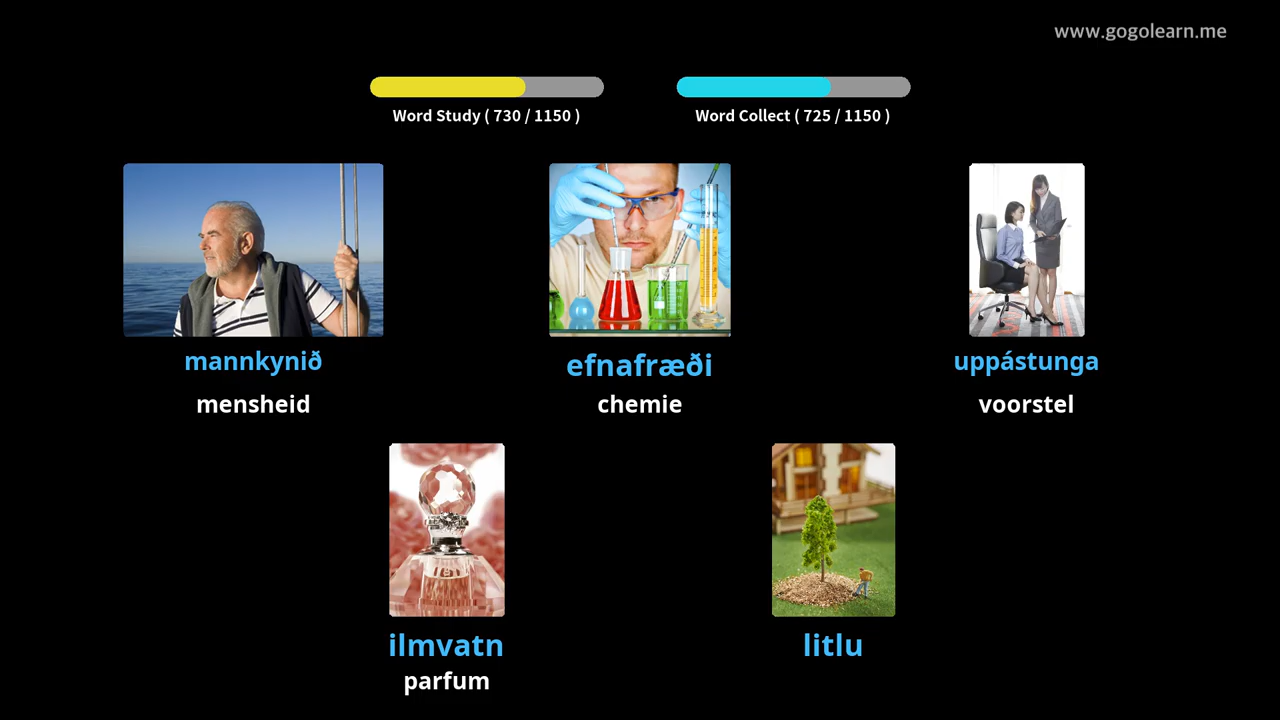 www.gogolearn.me
Word Study ( 730 / 1150 )
Word Collect ( 725 / 1150 )
mannkynið
efnafræði
uppástunga
mensheid
chemie
voorstel
ilmvatn
litlu
parfum